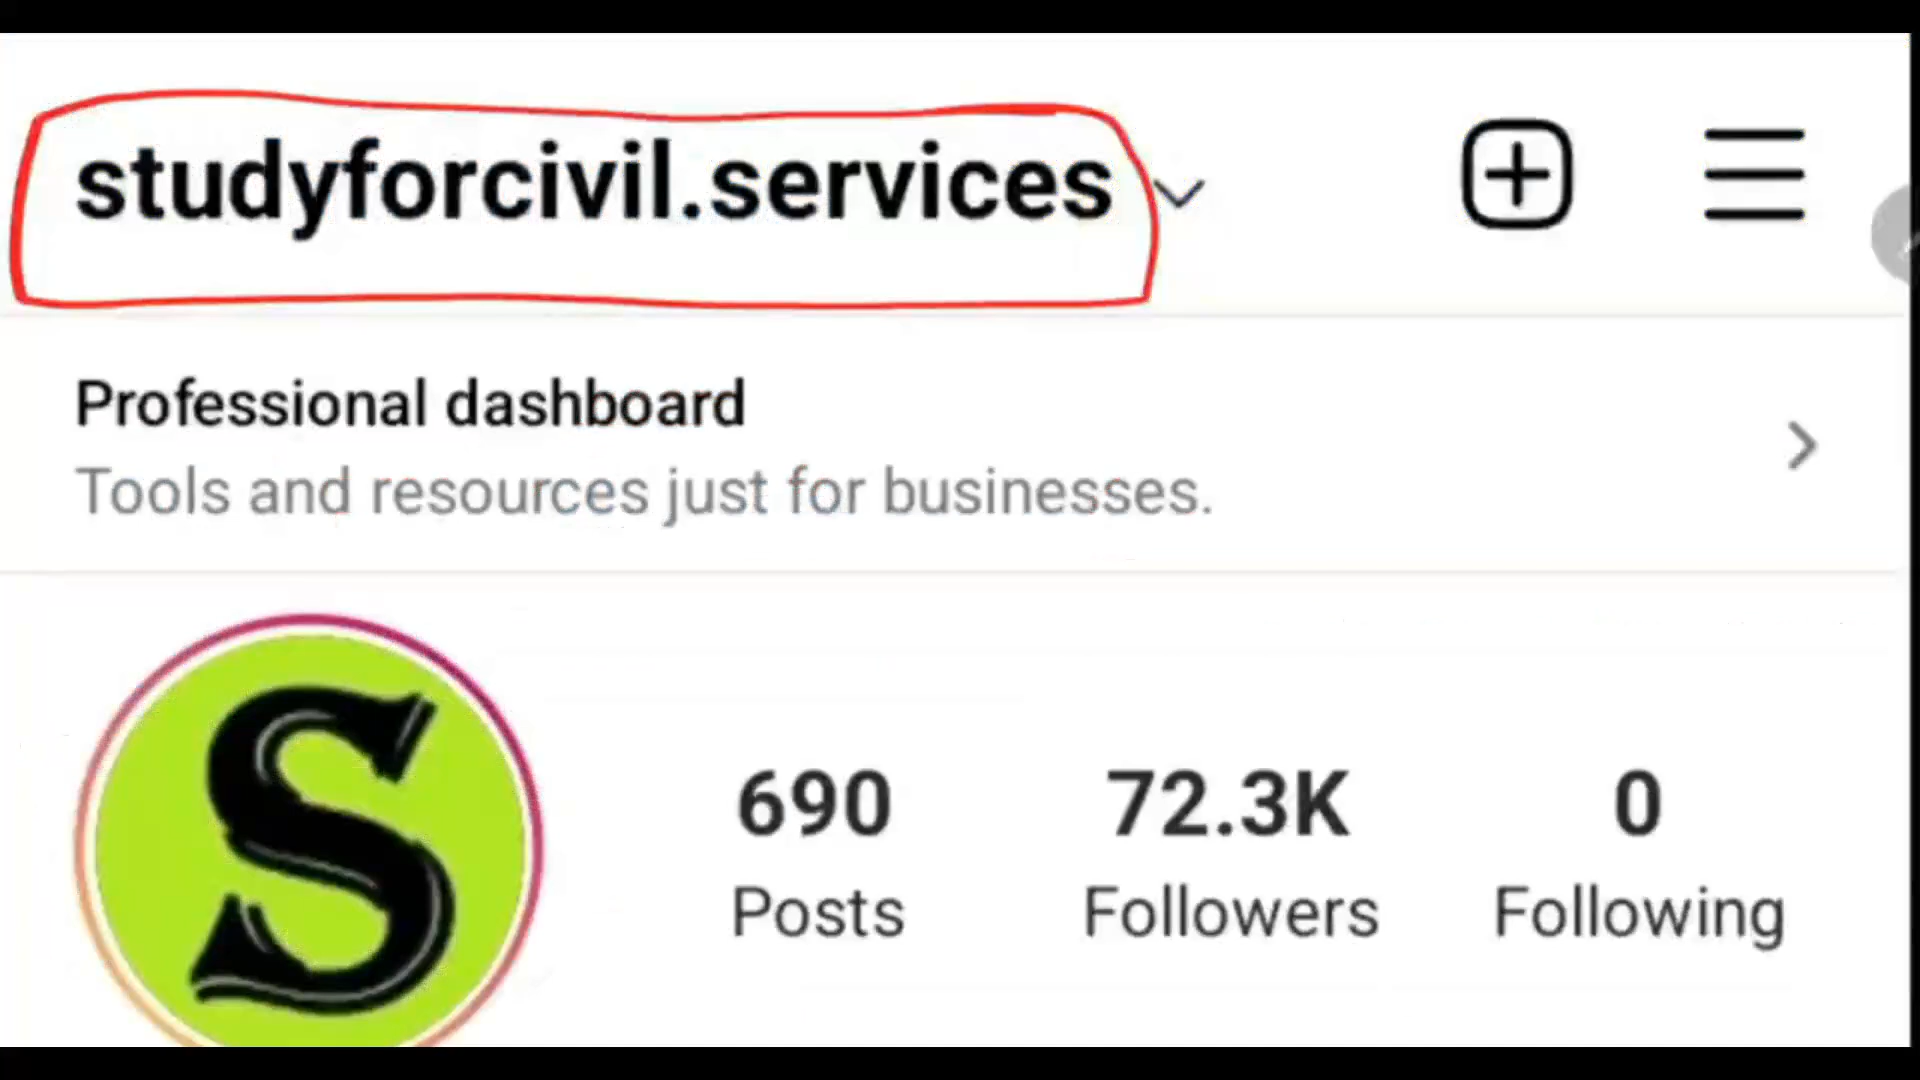 studyforcivil.services
Professional dashboard
Tools and resources just for businesses.
S
690 72.3K 0
Posts Followers Following